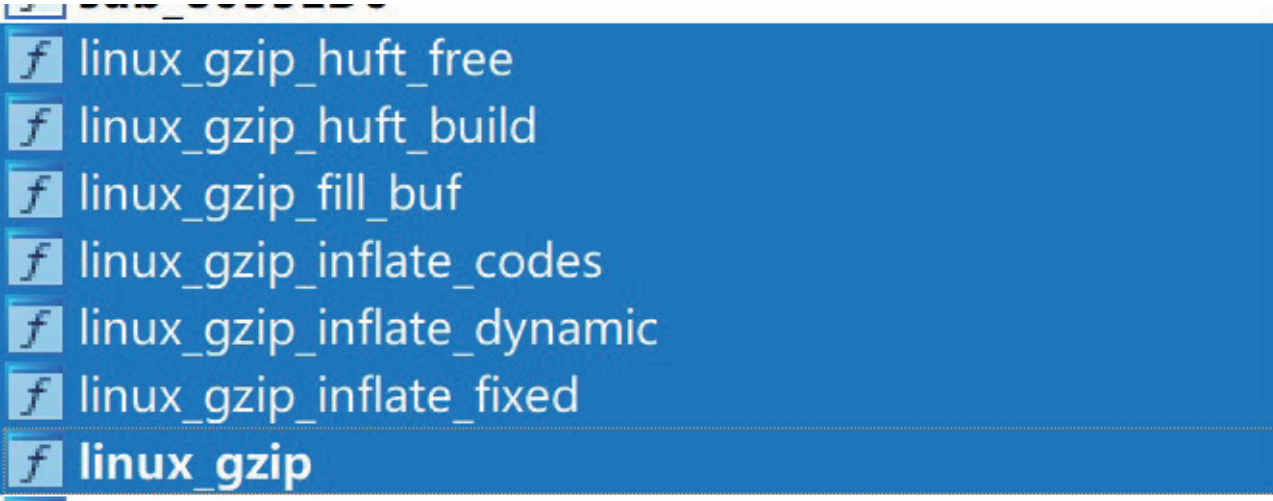 f linux_gzip_huft_free
f linux_gzip_huft_build
f linux_gzip_fill_buf
f linux_gzip_inflate_codes
f linux_gzip_inflate_dynamic
f linux_gzip_inflate_fixed
f linux_gzip